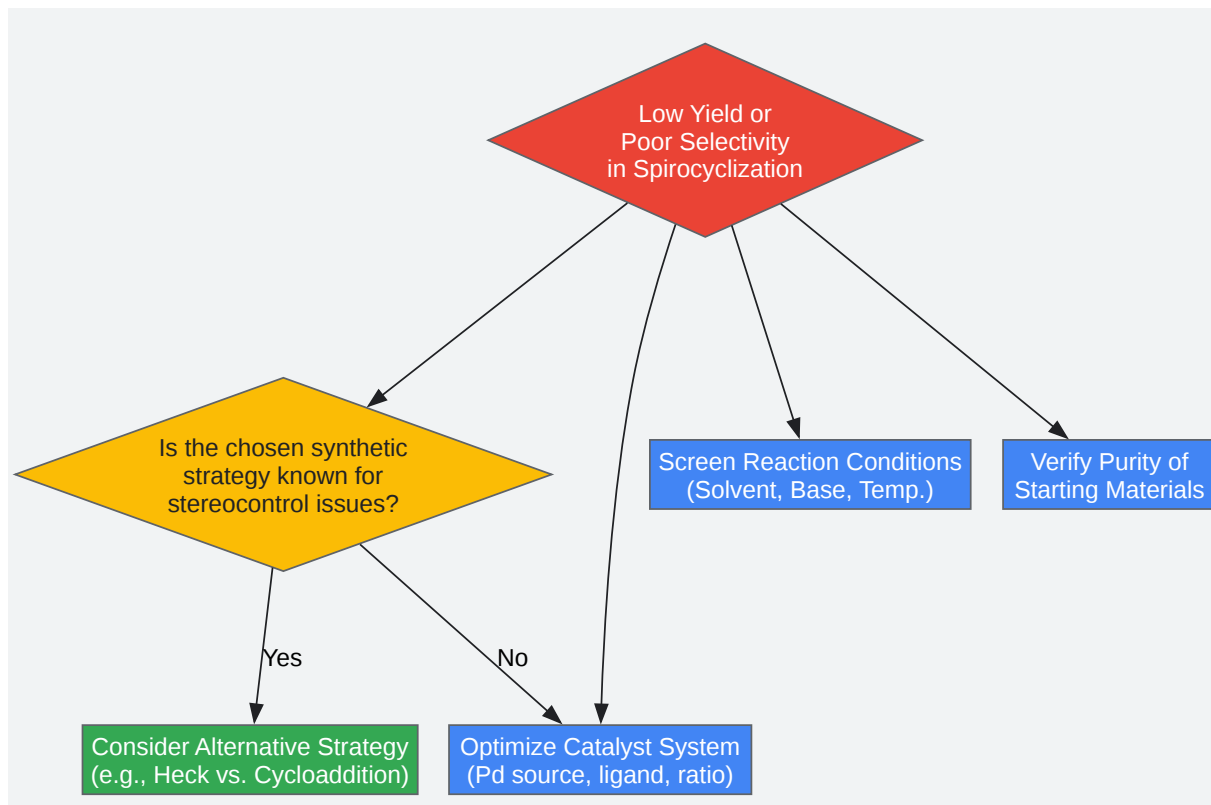 Low Yield or
Poor Selectivity
in Spirocyclization
Is the chosen synthetic
strategy known for
stereocontrol issues?
Screen Reaction Conditions
(Solvent, Base, Temp.)
Verify Purity of
Starting Materials
Yes
No
Consider Alternative Strategy
(e.g., Heck vs. Cycloaddition)
Optimize Catalyst System
(Pd source, ligand, ratio)